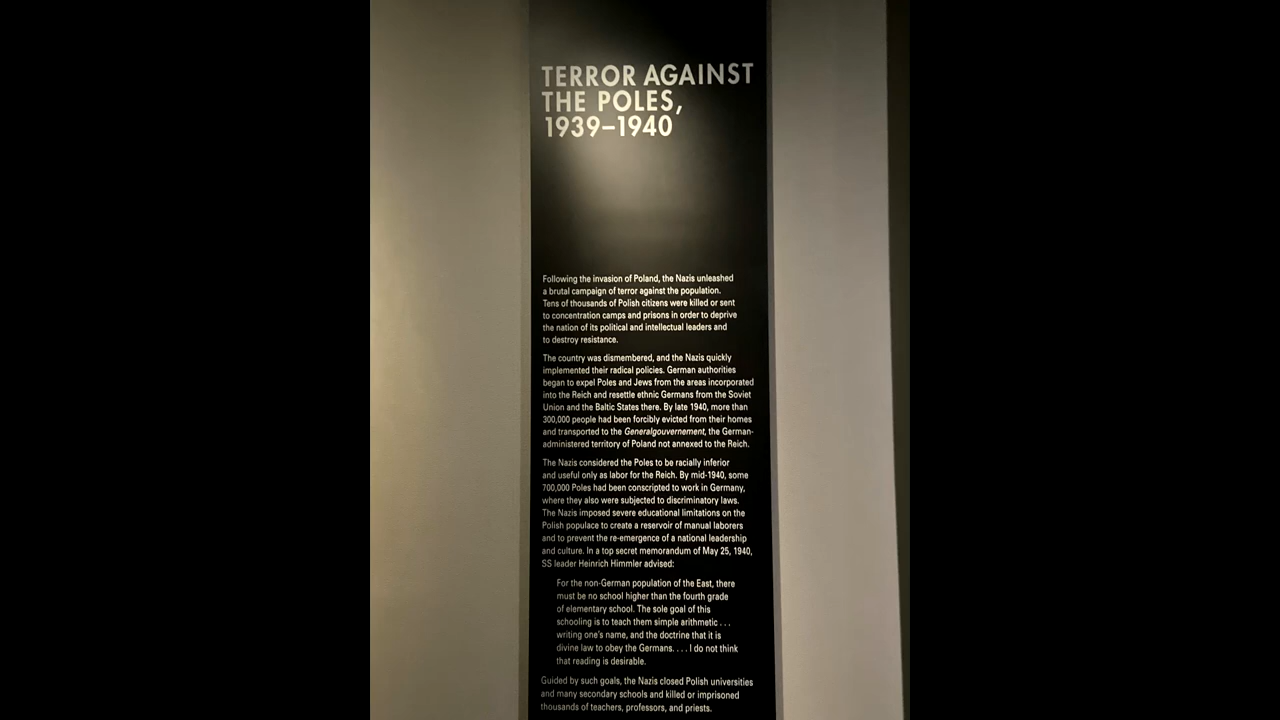 TERROR AGAINST
THE POLES,
1939–1940
Following the invasion of Poland, the Nazis unleashed
a brutal campaign of terror against the population.
Tens of thousands of Polish citizens were killed or sent
to concentration camps and prisons in order to deprive
the nation of its political and intellectual leaders and
to destroy resistance.
The country was dismembered, and the Nazis quickly
implemented their radical policies. German authorities
began to expel Poles and Jews from the areas incorporated
into the Reich and resettle ethnic Germans from the Soviet
Union and the Baltic States there. By late 1940, more than
300,000 people had been forcibly evicted from their homes
and transported to the Generalgouvernement, the German-
administered territory of Poland not annexed to the Reich.
The Nazis considered the Poles to be racially inferior
and useful only as labor for the Reich. By mid-1940, some
700,000 Poles had been conscripted to work in Germany,
where they also were subjected to discriminatory laws.
The Nazis imposed severe educational limitations on the
Polish populace to create a reservoir of manual laborers
and to prevent the re-emergence of a national leadership
and culture. In a top secret memorandum of May 25, 1940,
SS leader Heinrich Himmler advised:
For the non-German population of the East, there
must be no school higher than the fourth grade
of elementary school. The sole goal of this
schooling is to teach them simple arithmetic . . .
writing one's name, and the doctrine that it is
divine law to obey the Germans. . . . I do not think
that reading is desirable.
Guided by such goals, the Nazis closed Polish universities
and many secondary schools and killed or imprisoned
thousands of teachers, professors, and priests.